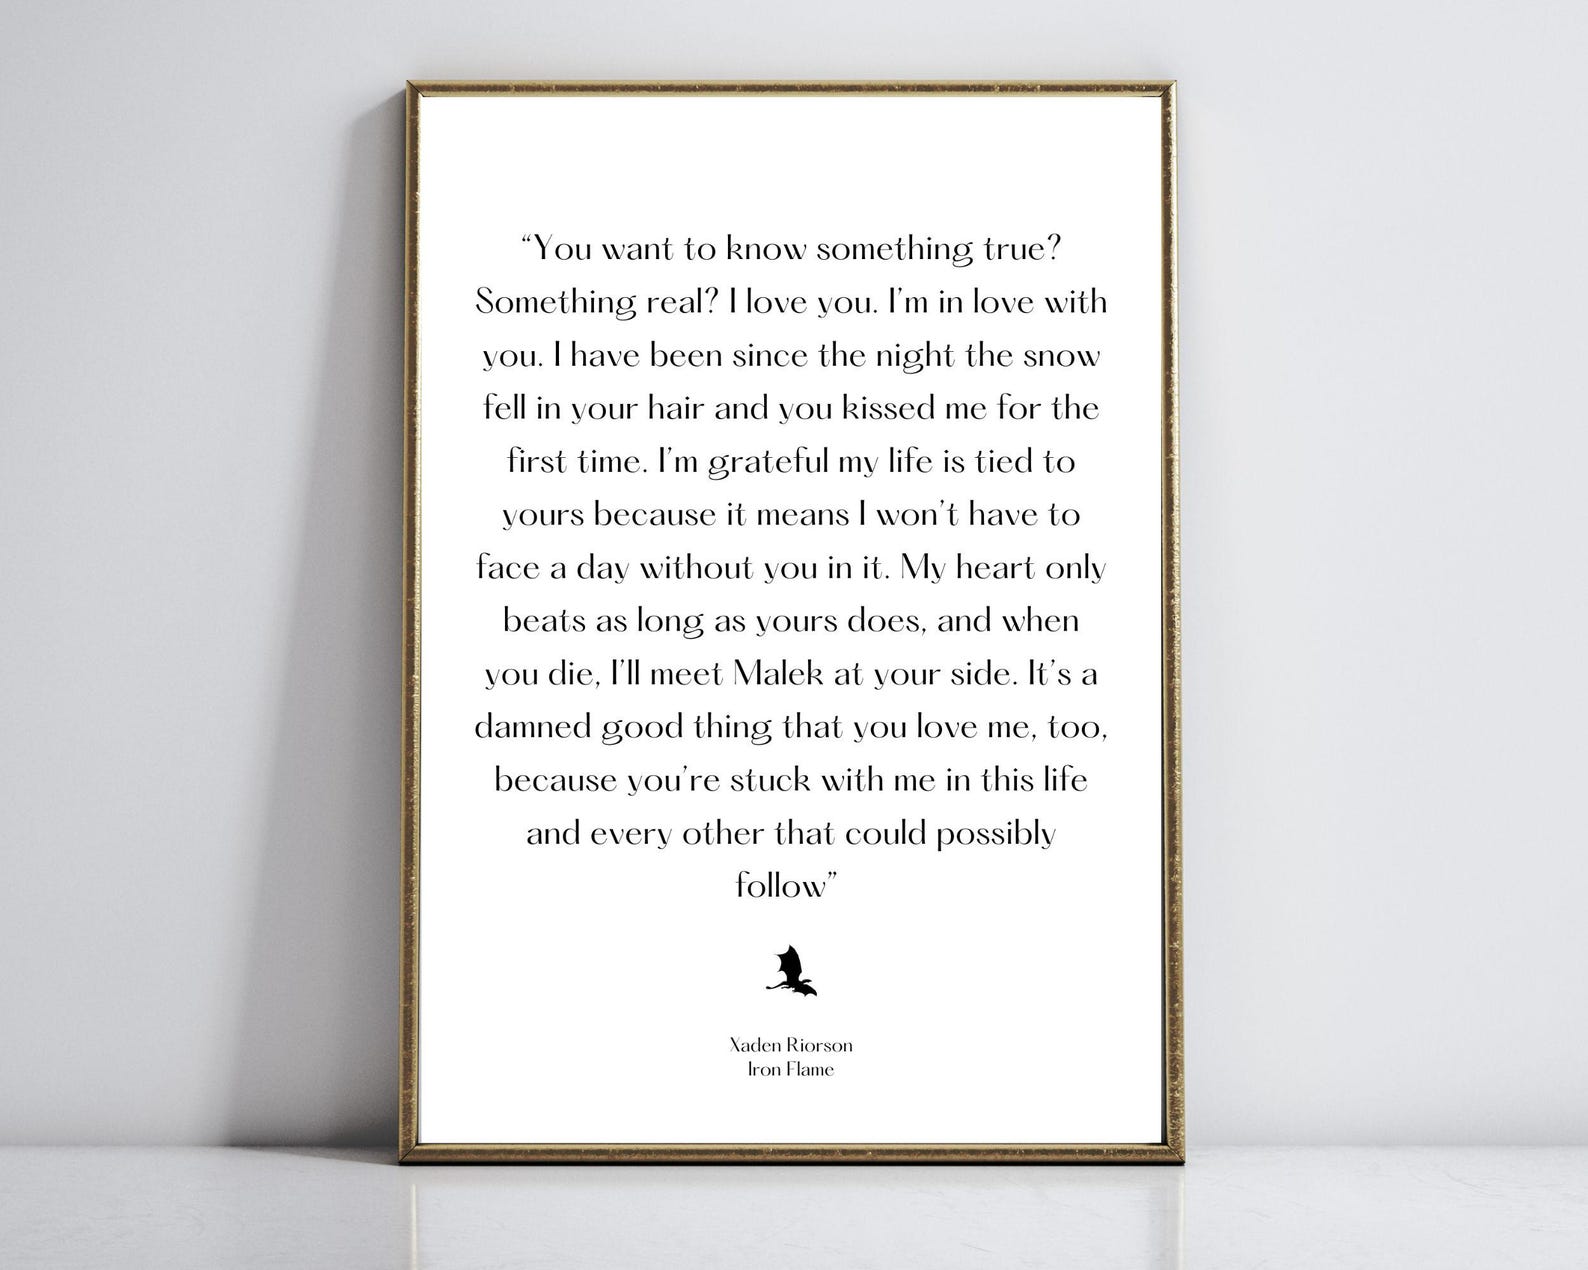 “You want to know something true?
Something real? I love you. I’m in love with
you. I have been since the night the snow
fell in your hair and you kissed me for the
first time. I’m grateful my life is tied to
yours because it means I won’t have to
face a day without you in it. My heart only
beats as long as yours does, and when
you die, I’ll meet Malek at your side. It’s a
damned good thing that you love me, too,
because you’re stuck with me in this life
and every other that could possibly
follow”
Xaden Riorson
Iron Flame